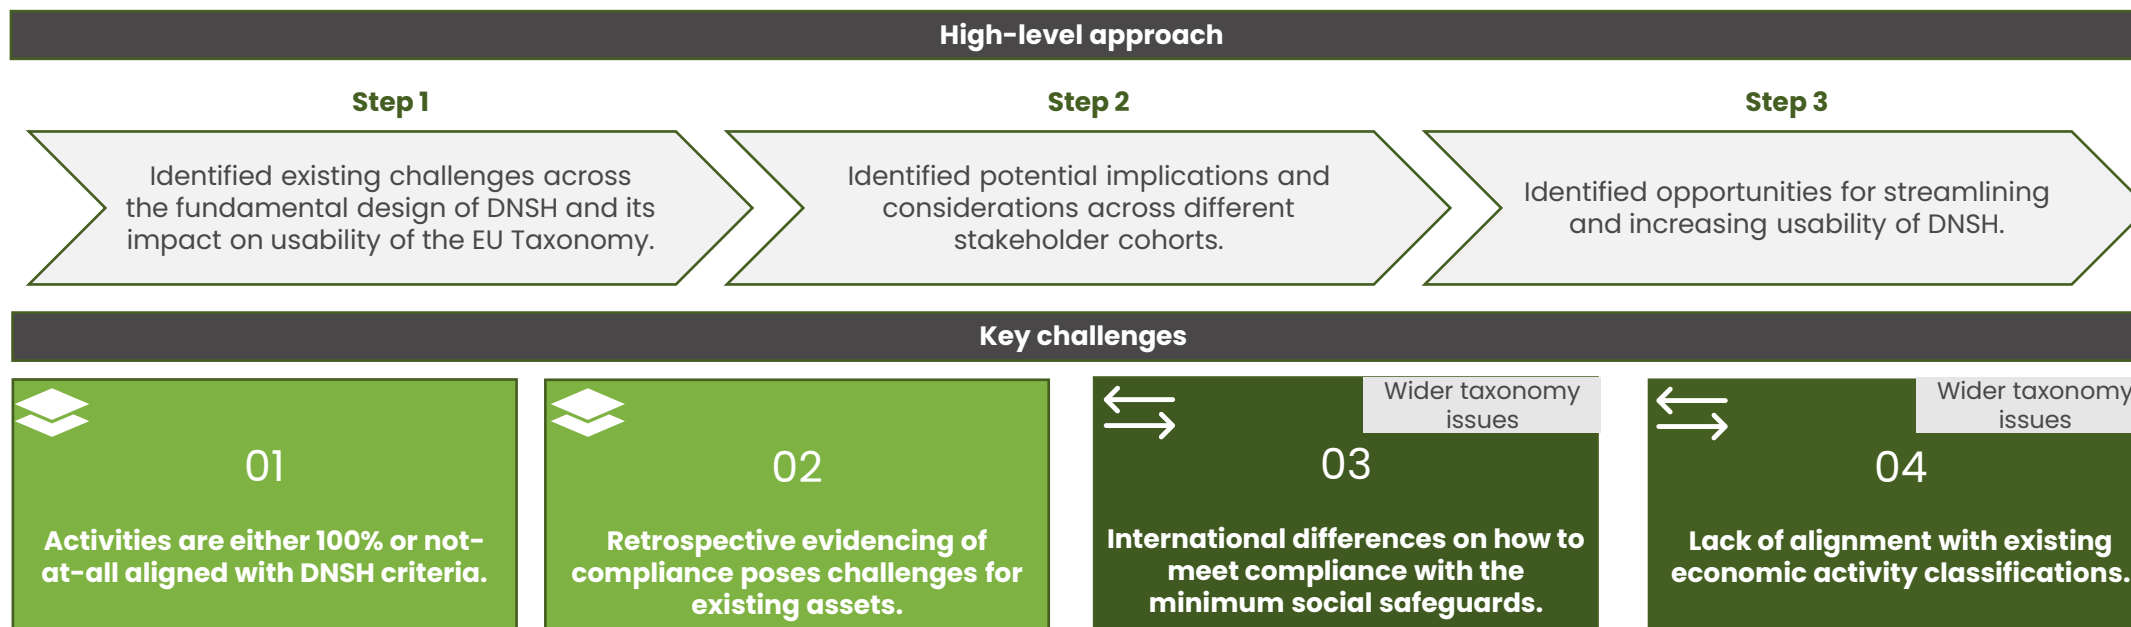 High-level approach
Step 1
Identified existing challenges across
the fundamental design of DNSH and its
impact on usability of the EU Taxonomy.
Step 2
Identified potential implications and
considerations across different
stakeholder cohorts.
Step 3
Identified opportunities for streamlining
and increasing usability of DNSH.
Key challenges
01
Activities are either 100% or not-
at-all aligned with DNSH criteria.
02
Retrospective evidencing of
compliance poses challenges for
existing assets.
Wider taxonomy
issues
03
International differences on how to
meet compliance with the
minimum social safeguards.
Wider taxonomy
issues
04
Lack of alignment with existing
economic activity classifications.